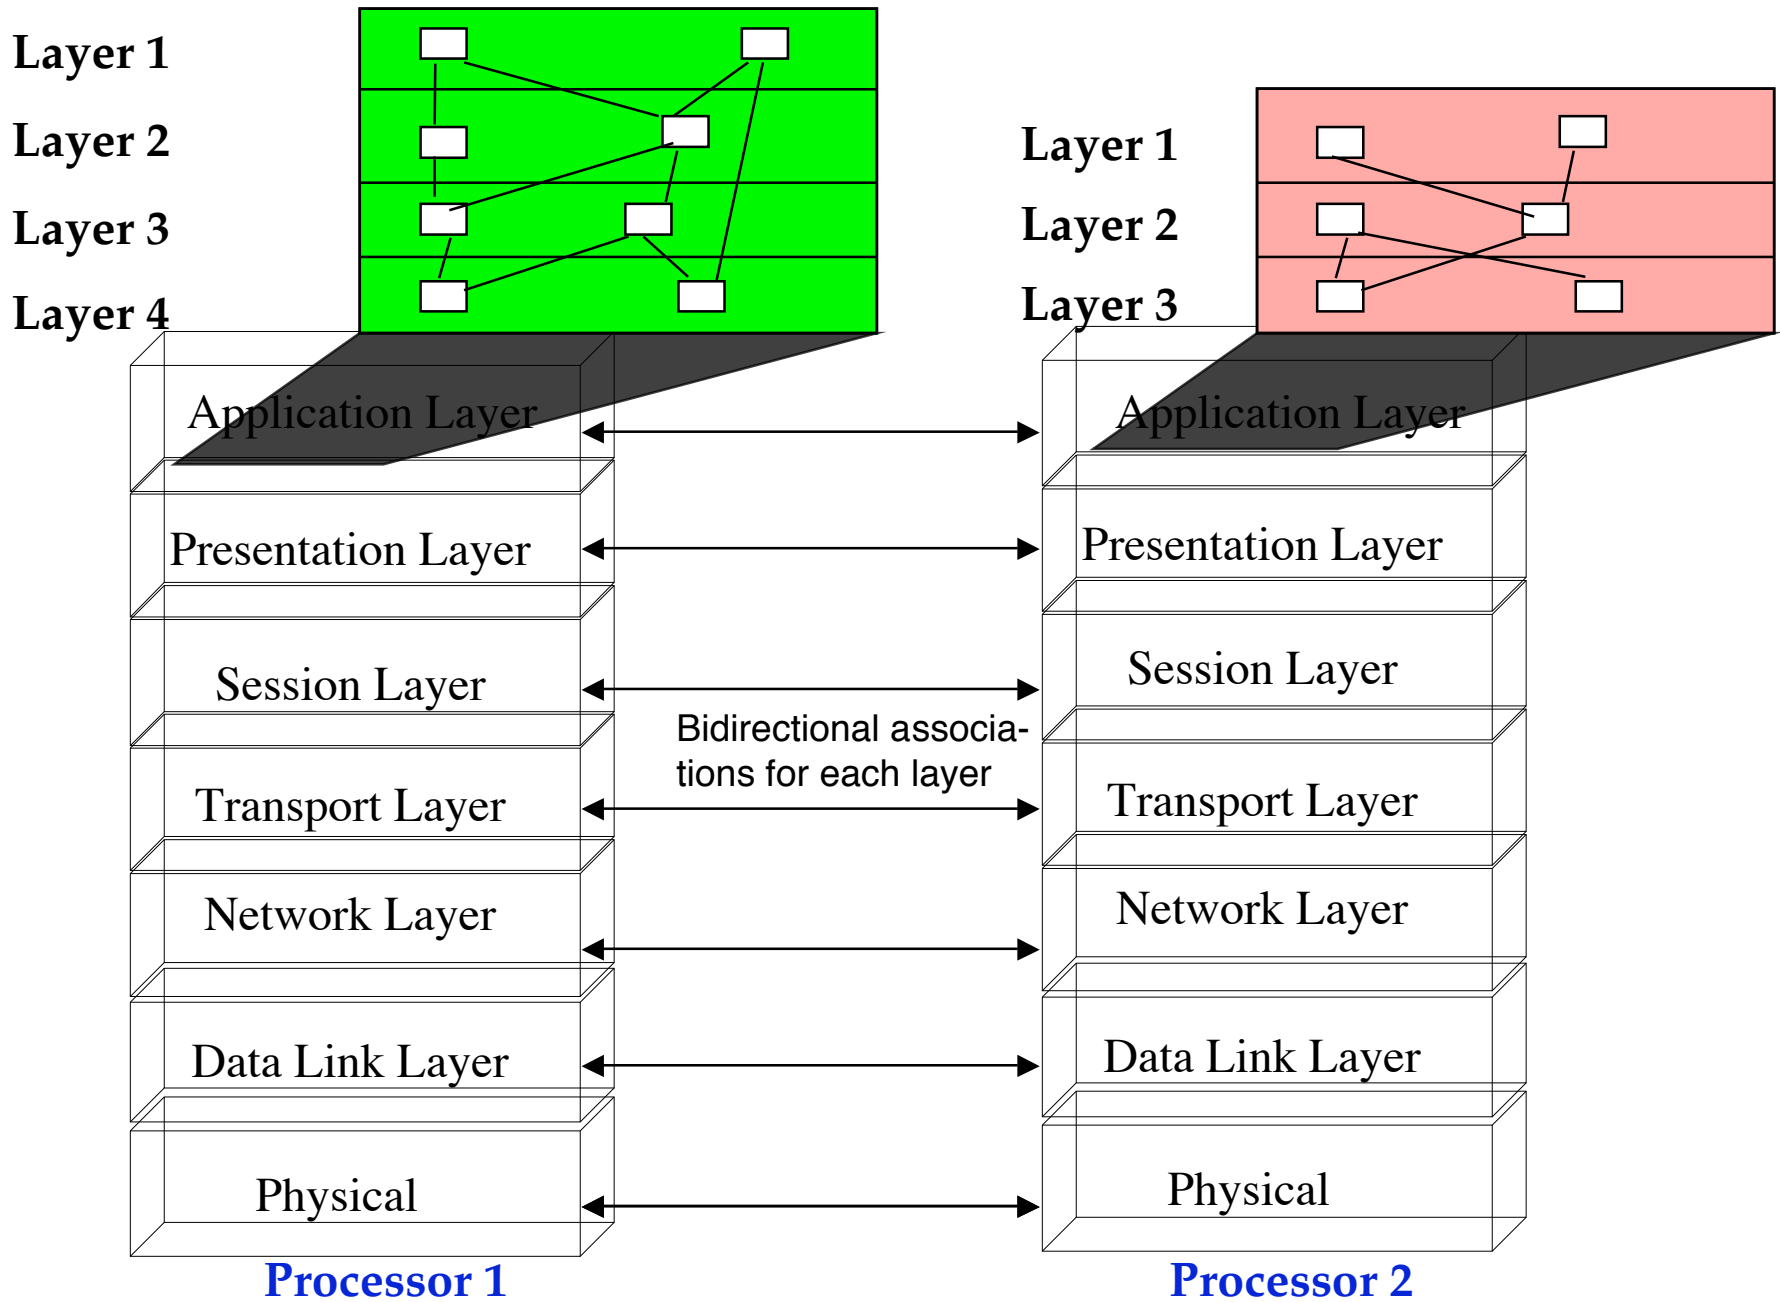 Layer 1
Layer 2
Layer 3
Layer 4
Layer 1
Layer 2
Layer 3
Application Layer
Application Layer
Presentation Layer
Presentation Layer
Session Layer
Session Layer
Bidirectional associa-
tions for each layer
Transport Layer
Transport Layer
Network Layer
Network Layer
Data Link Layer
Data Link Layer
Physical
Physical
Processor 1
Processor 2